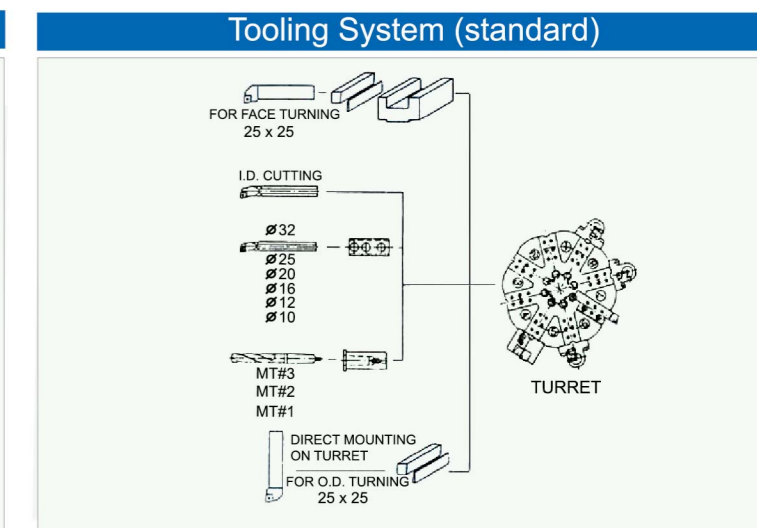 Tooling System (standard)
FOR FACE TURNING
25 x 25
I.D. CUTTING
Ø32
Ø25
Ø20
Ø16
Ø12
Ø10
MT#3
MT#2
MT#1
TURRET
DIRECT MOUNTING
ON TURRET
FOR O.D. TURNING
25 x 25